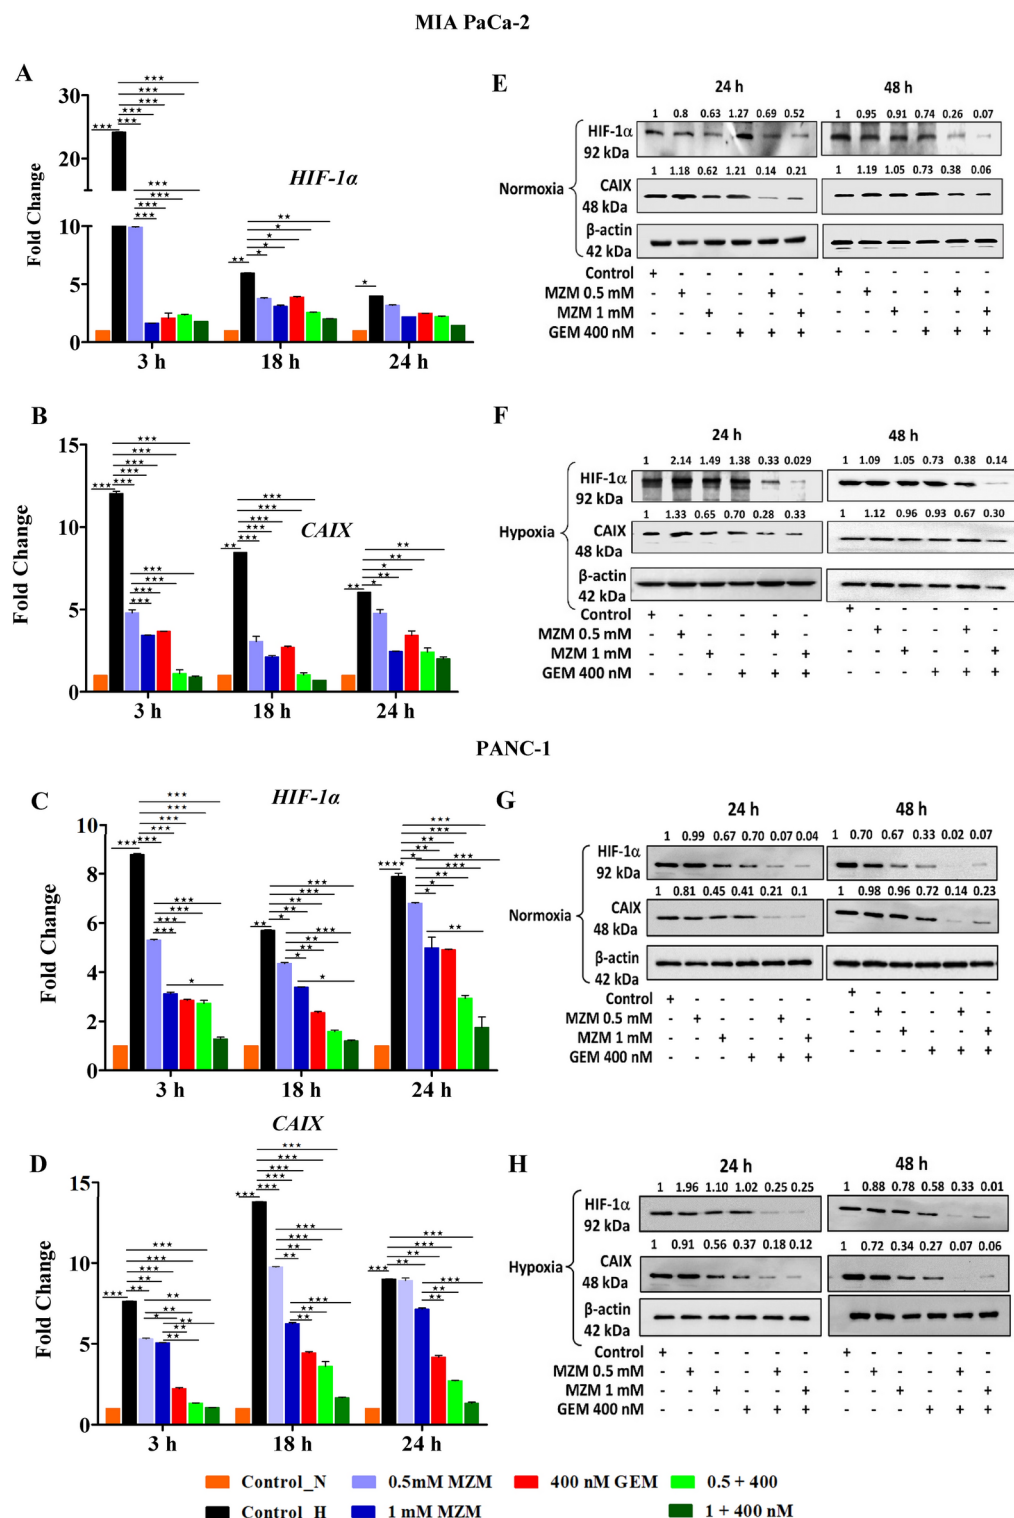 MIA PaCa-2
A
HIF-1α
Fold Change
30
20
10
5
0
3 h 18 h 24 h
B
CAIX
Fold Change
15
10
5
0
3 h 18 h 24 h
E
24 h 48 h
1 0.8 0.63 1.27 0.69 0.52 1 0.95 0.91 0.74 0.26 0.07
HIF-1α
92 kDa
1 1.18 0.62 1.21 0.14 0.21 1 1.19 1.05 0.73 0.38 0.06
Normoxia
CAIX
48 kDa
β-actin
42 kDa
Control + - - - - - + - - - - -
MZM 0.5 mM - + - - + - - + - - + -
MZM 1 mM - - + - - + - - + - - +
GEM 400 nM - - - + + + - - - + + +
F
24 h 48 h
1 2.14 1.49 1.38 0.33 0.029 1 1.09 1.05 0.73 0.38 0.14
HIF-1α
92 kDa
1 1.33 0.65 0.70 0.28 0.33 1 1.12 0.96 0.93 0.67 0.30
Hypoxia
CAIX
48 kDa
β-actin
42 kDa
Control + - - - - - + - - - - -
MZM 0.5 mM - + - - + - - + - - + -
MZM 1 mM - - + - - + - - + - - +
GEM 400 nM - - - + + + - - - + + +
PANC-1
C
HIF-1α
Fold Change
10
8
6
4
2
0
3 h 18 h 24 h
CAIX
D
Fold Change
15
10
5
0
3 h 18 h 24 h
G
24 h 48 h
1 0.99 0.67 0.70 0.07 0.04 1 0.70 0.67 0.33 0.02 0.07
HIF-1α
92 kDa
1 0.81 0.45 0.41 0.21 0.1 1 0.98 0.96 0.72 0.14 0.23
Normoxia
CAIX
48 kDa
β-actin
42 kDa
Control + - - - - - + - - - - -
MZM 0.5 mM - + - - + - - + - - + -
MZM 1 mM - - + - - + - - + - - +
GEM 400 nM - - - + + + - - - + + +
H
24 h 48 h
1 1.96 1.10 1.02 0.25 0.25 1 0.88 0.78 0.58 0.33 0.01
HIF-1α
92 kDa
1 0.91 0.56 0.37 0.18 0.12 1 0.72 0.34 0.27 0.07 0.06
Hypoxia
CAIX
48 kDa
β-actin
42 kDa
Control + - - - - - + - - - - -
MZM 0.5 mM - + - - + - - + - - + -
MZM 1 mM - - + - - + - - + - - +
GEM 400 nM - - - + + + - - - + + +
Control_N 0.5mM MZM 400 nM GEM 0.5 + 400
Control_H 1 mM MZM 1 + 400 nM